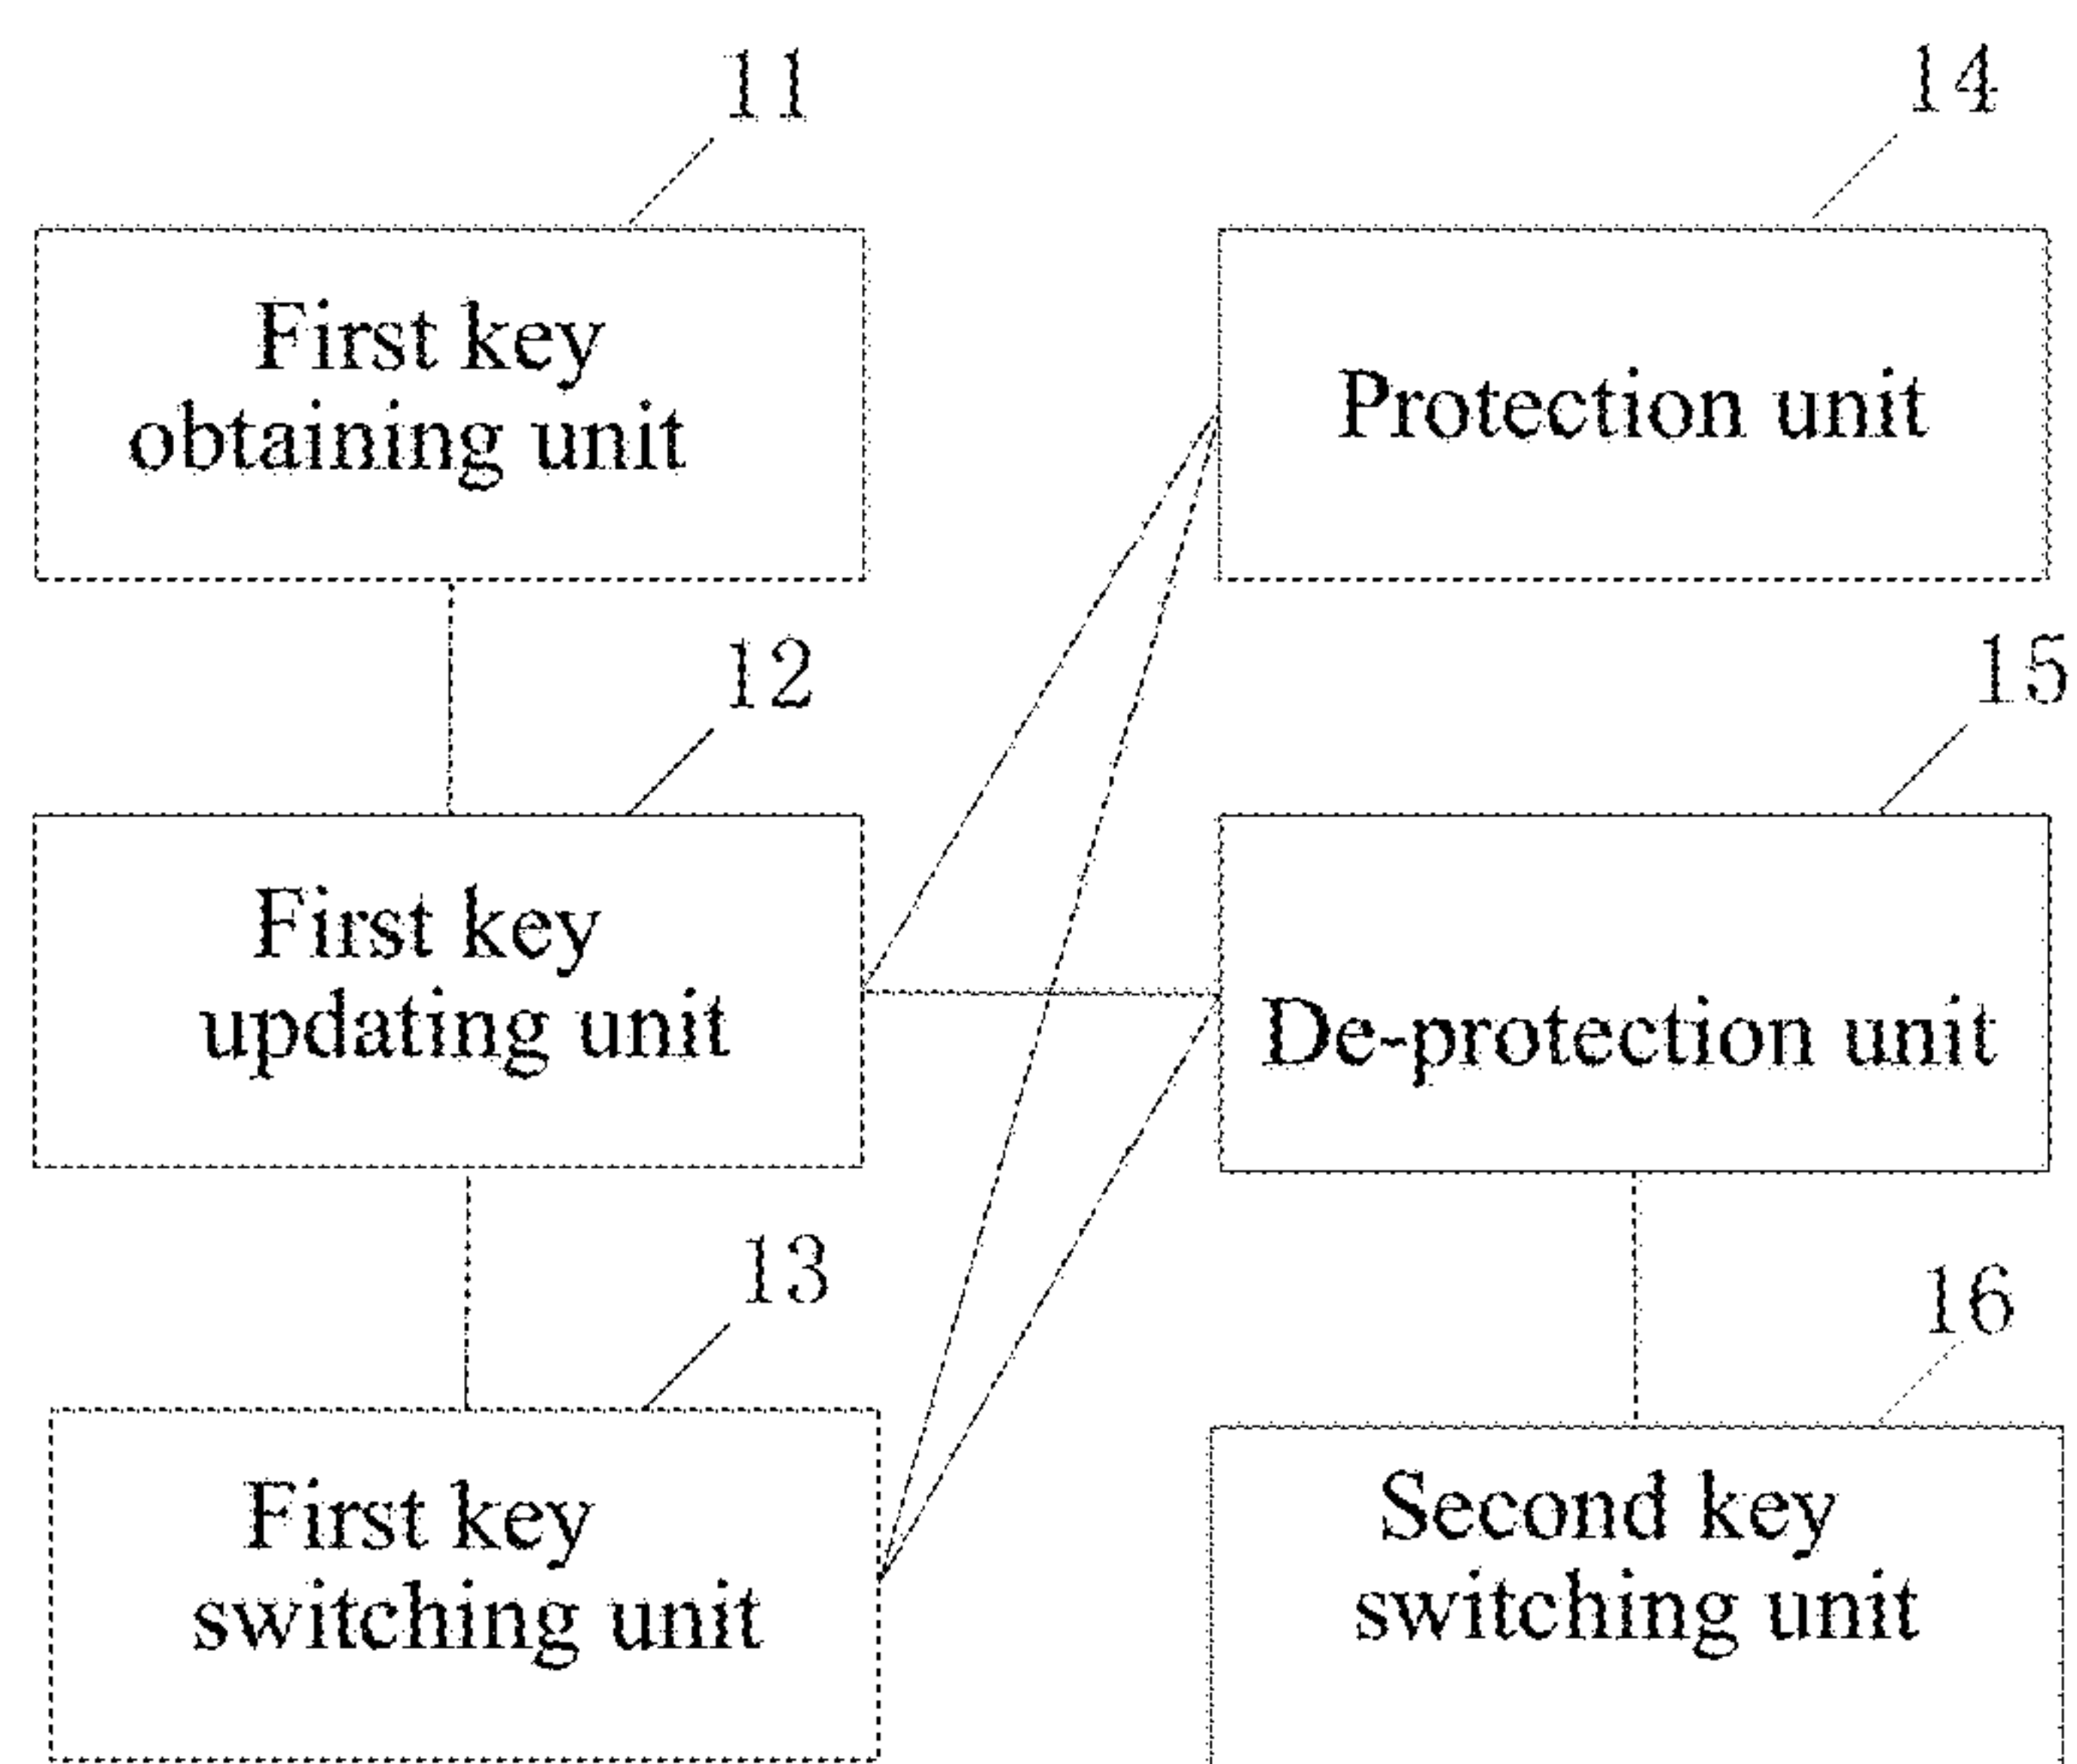 11
First key
obtaining unit
12
First key
updating unit
13
First key
switching unit
14
Protection unit
15
De-protection unit
16
Second key
switching unit